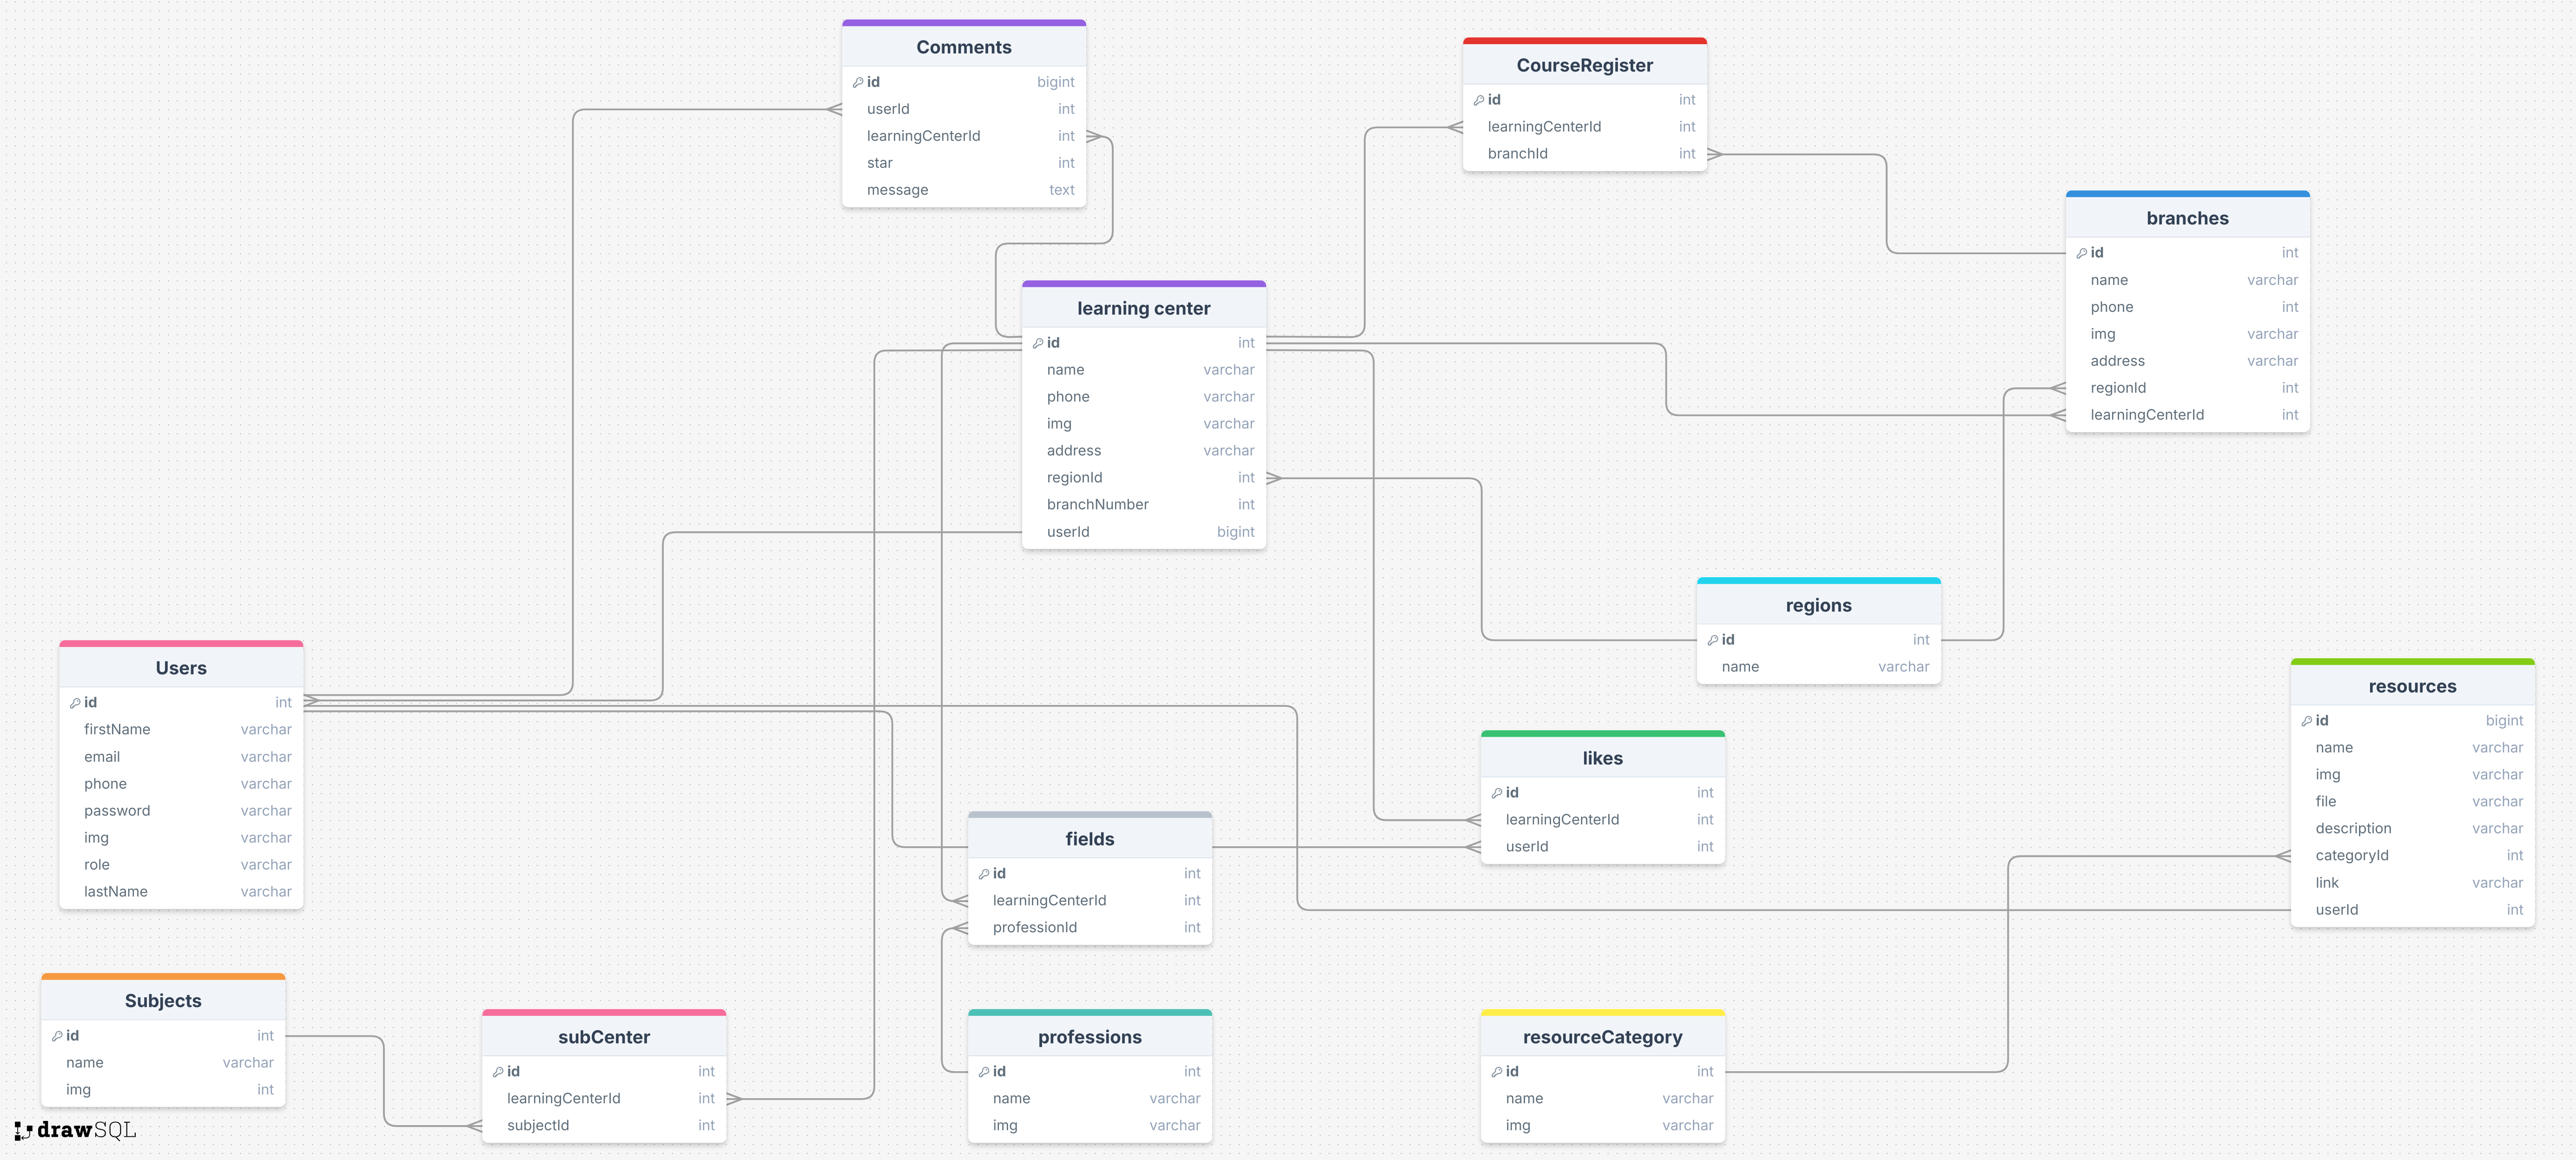 Comments
id bigint
userId int
learningCenterId int
star int
message text
CourseRegister
id int
learningCenterId int
branchId int
branches
id int
name varchar
phone int
img varchar
address varchar
regionId int
learningCenterId int
learning center
id int
name varchar
phone varchar
img varchar
address varchar
regionId int
branchNumber int
userId bigint
regions
id int
name varchar
Users
id int
firstName varchar
email varchar
phone varchar
password varchar
img varchar
role varchar
lastName varchar
resources
id bigint
name varchar
img varchar
file varchar
description varchar
categoryId int
link varchar
userId int
likes
id int
learningCenterId int
userId int
fields
id int
learningCenterId int
professionId int
Subjects
id int
name varchar
img int
subCenter
id int
learningCenterId int
subjectId int
professions
id int
name varchar
img varchar
resourceCategory
id int
name varchar
img varchar
drawSQL